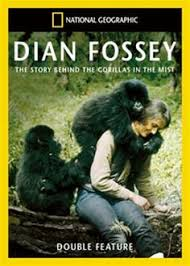 NATIONAL GEOGRAPHIC
DIAN FOSSEY
THE STORY BEHIND THE GORILLAS IN THE MIST
DOUBLE FEATURE